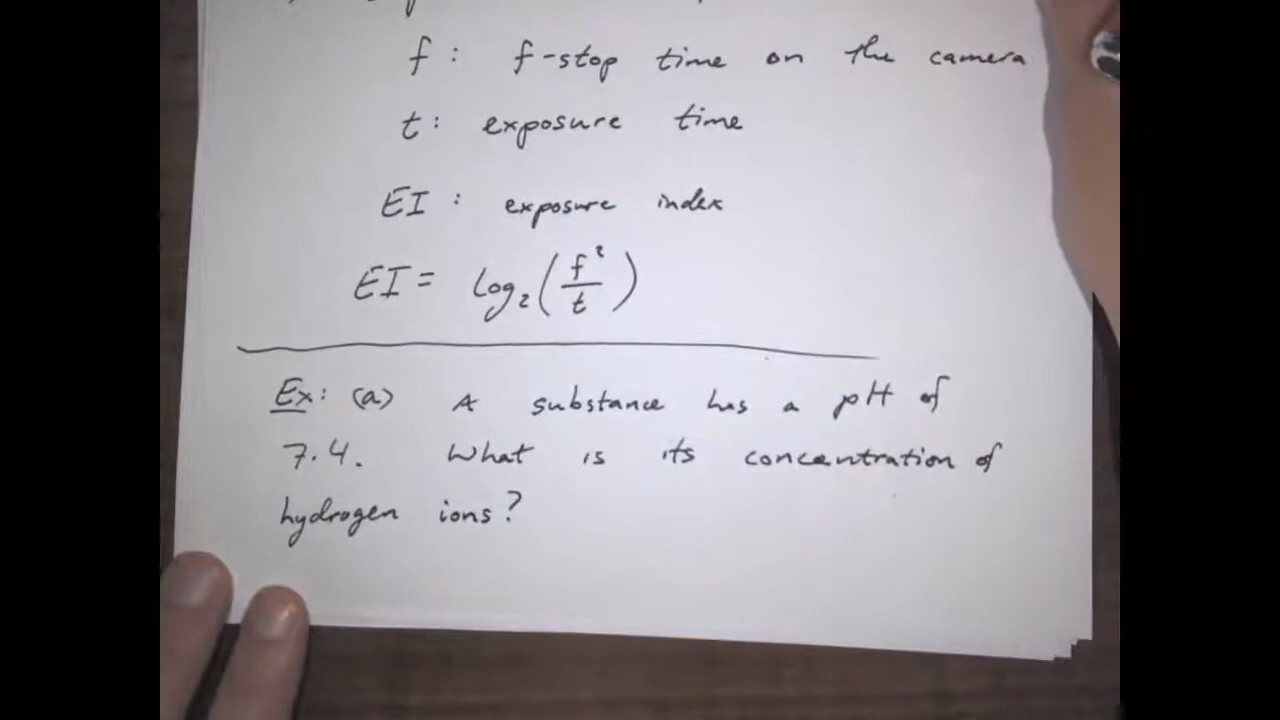 f : f-stop time on the camera
t : exposure time
EI : exposure index
EI = log₂(f²/t)
Ex: (a) A substance has a pH of
7.4. What is its concentration of
hydrogen ions?